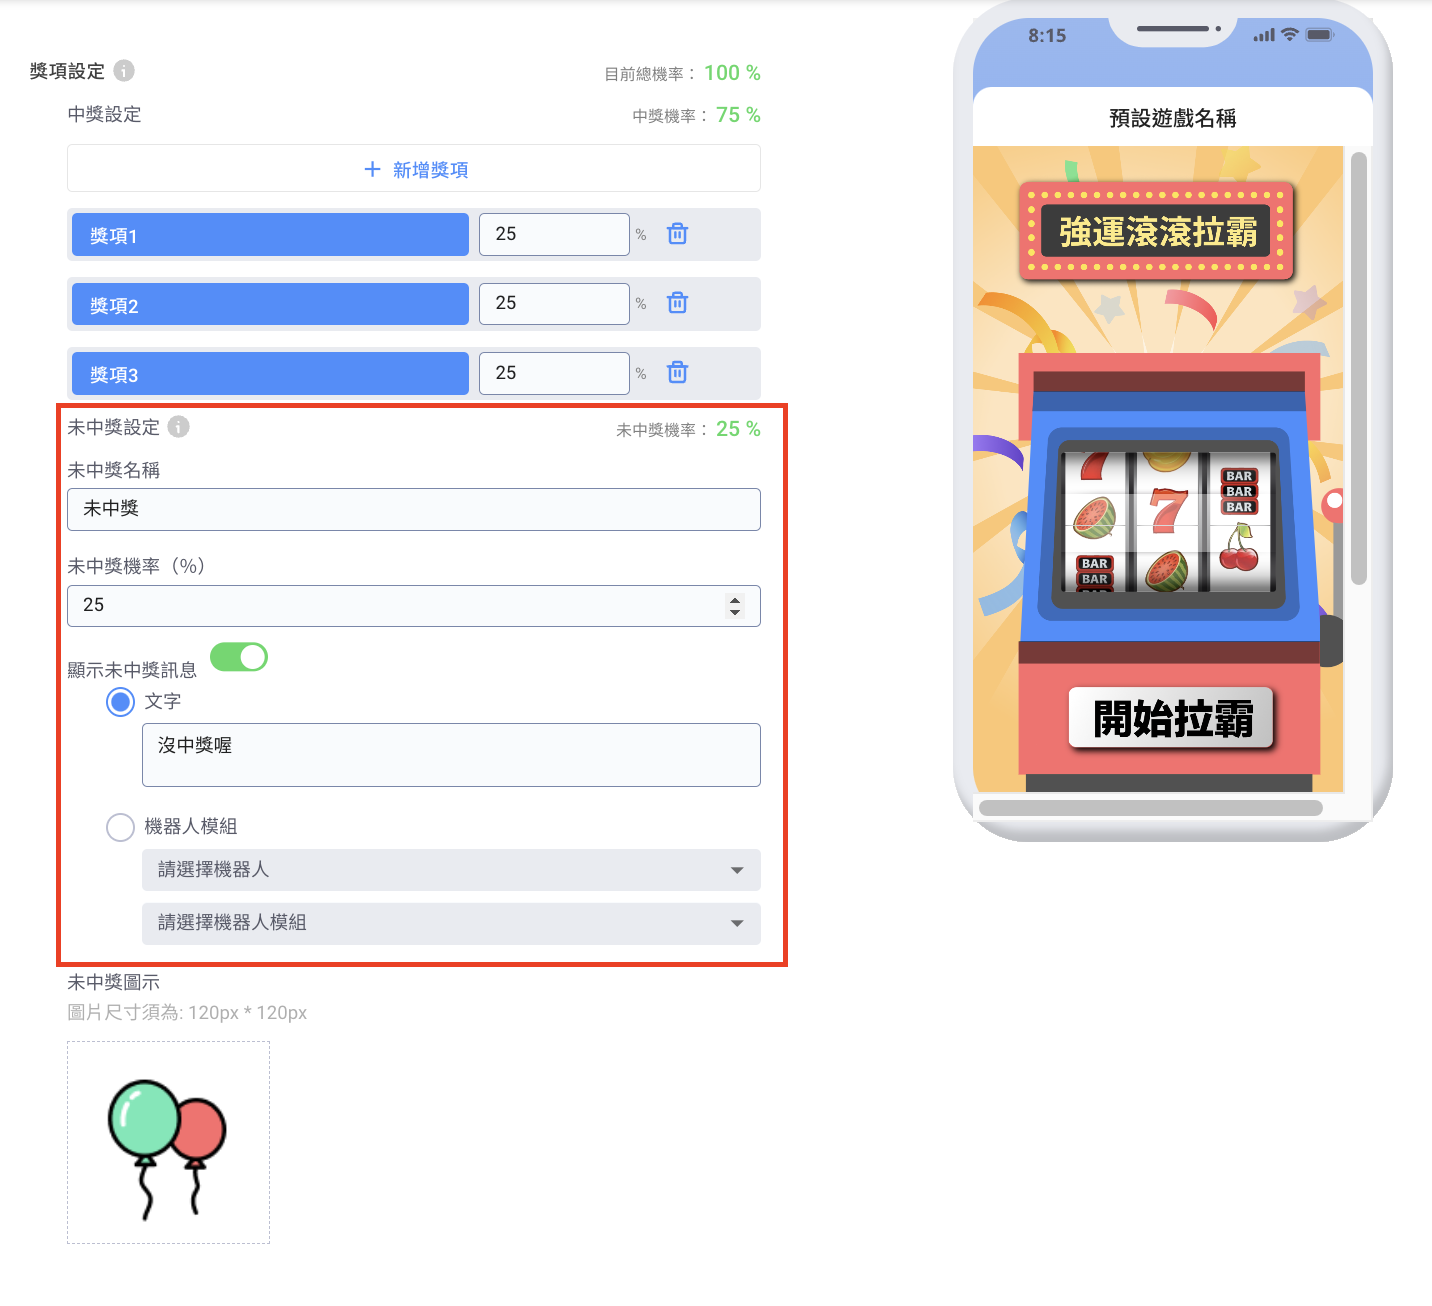 獎項設定 i
目前總機率： 100 %
中獎設定
中獎機率： 75 %
+ 新增獎項
獎項1 25 %
獎項2 25 %
獎項3 25 %
未中獎設定 i
未中獎機率： 25 %
未中獎名稱
未中獎
未中獎機率（%）
25
顯示未中獎訊息
文字
沒中獎喔
機器人模組
請選擇機器人
請選擇機器人模組
未中獎圖示
圖片尺寸須為: 120px * 120px
8:15
預設遊戲名稱
強運滾滾拉霸
7
BAR
BAR
BAR
7
BAR
BAR
開始拉霸